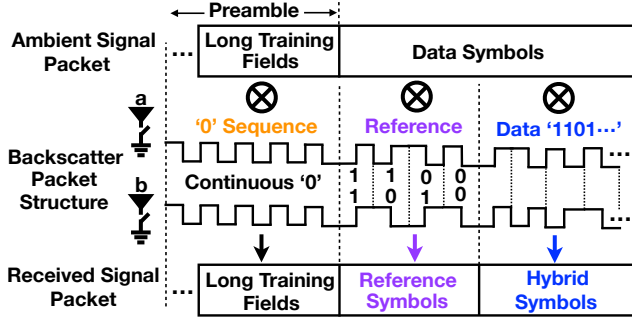 Preamble
Ambient Signal Packet
... Long Training Fields
Data Symbols
a
'0' Sequence
Reference
Data '1101...'
...
Backscatter Packet Structure
Continuous '0'
1 1 0 0
1 0 1 0
b
...
Received Signal Packet
... Long Training Fields
Reference Symbols
Hybrid Symbols